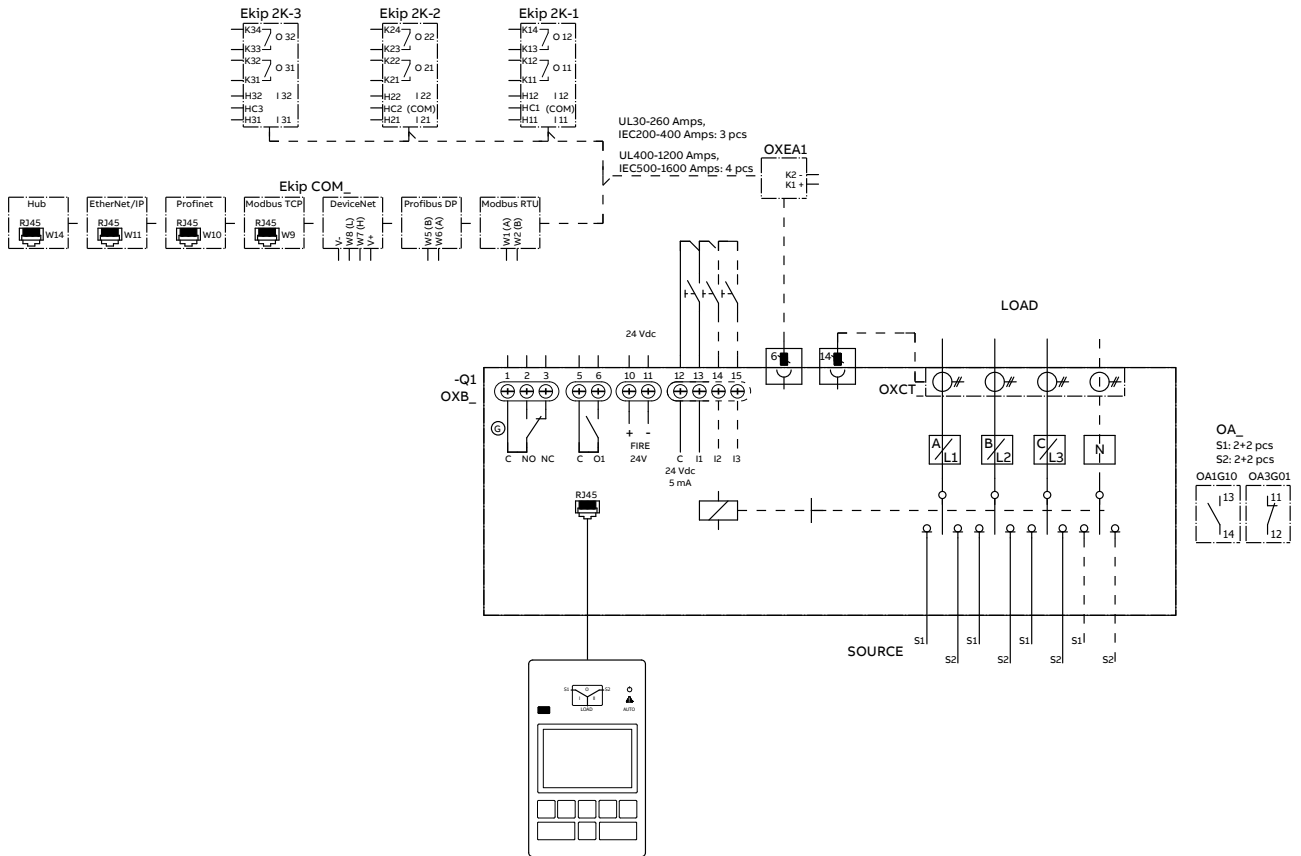 Ekip 2K-3 Ekip 2K-2 Ekip 2K-1
K34 O 32 K24 O 22 K14 O 12
K33 K23 K13
K32 O 31 K22 O 21 K12 O 11
K31 K21 K11
H32 I 32 H22 I 22 H12 I 12
HC3 HC2 (COM) HC1 (COM)
H31 I 31 H21 I 21 H11 I 11
UL30-260 Amps,
IEC200-400 Amps: 3 pcs
UL400-1200 Amps,
IEC500-1600 Amps: 4 pcs
OXEA1
K2 -
K1 +
Ekip COM_
Hub EtherNet/IP Profinet Modbus TCP DeviceNet Profibus DP Modbus RTU
RJ45 RJ45 RJ45 RJ45
W14 W11 W10 W9
V- W8 (L) W7 (H) V+ W5 (B) W6 (A) W1 (A) W2 (B)
LOAD
24 Vdc
6 14
-Q1
OXB_
1 2 3 5 6 10 11 12 13 14 15
OXCT
G
+ -
FIRE
24V
C NO NC C O1 C I1 I2 I3
24 Vdc
5 mA
A B C N
L1 L2 L3
OA_
S1: 2+2 pcs
S2: 2+2 pcs
OA1G10 OA3G01
13 11
14 12
RJ45
SOURCE
S1 S1 S1 S1
S2 S2 S2 S2
S1 O S2
I II
LOAD AUTO